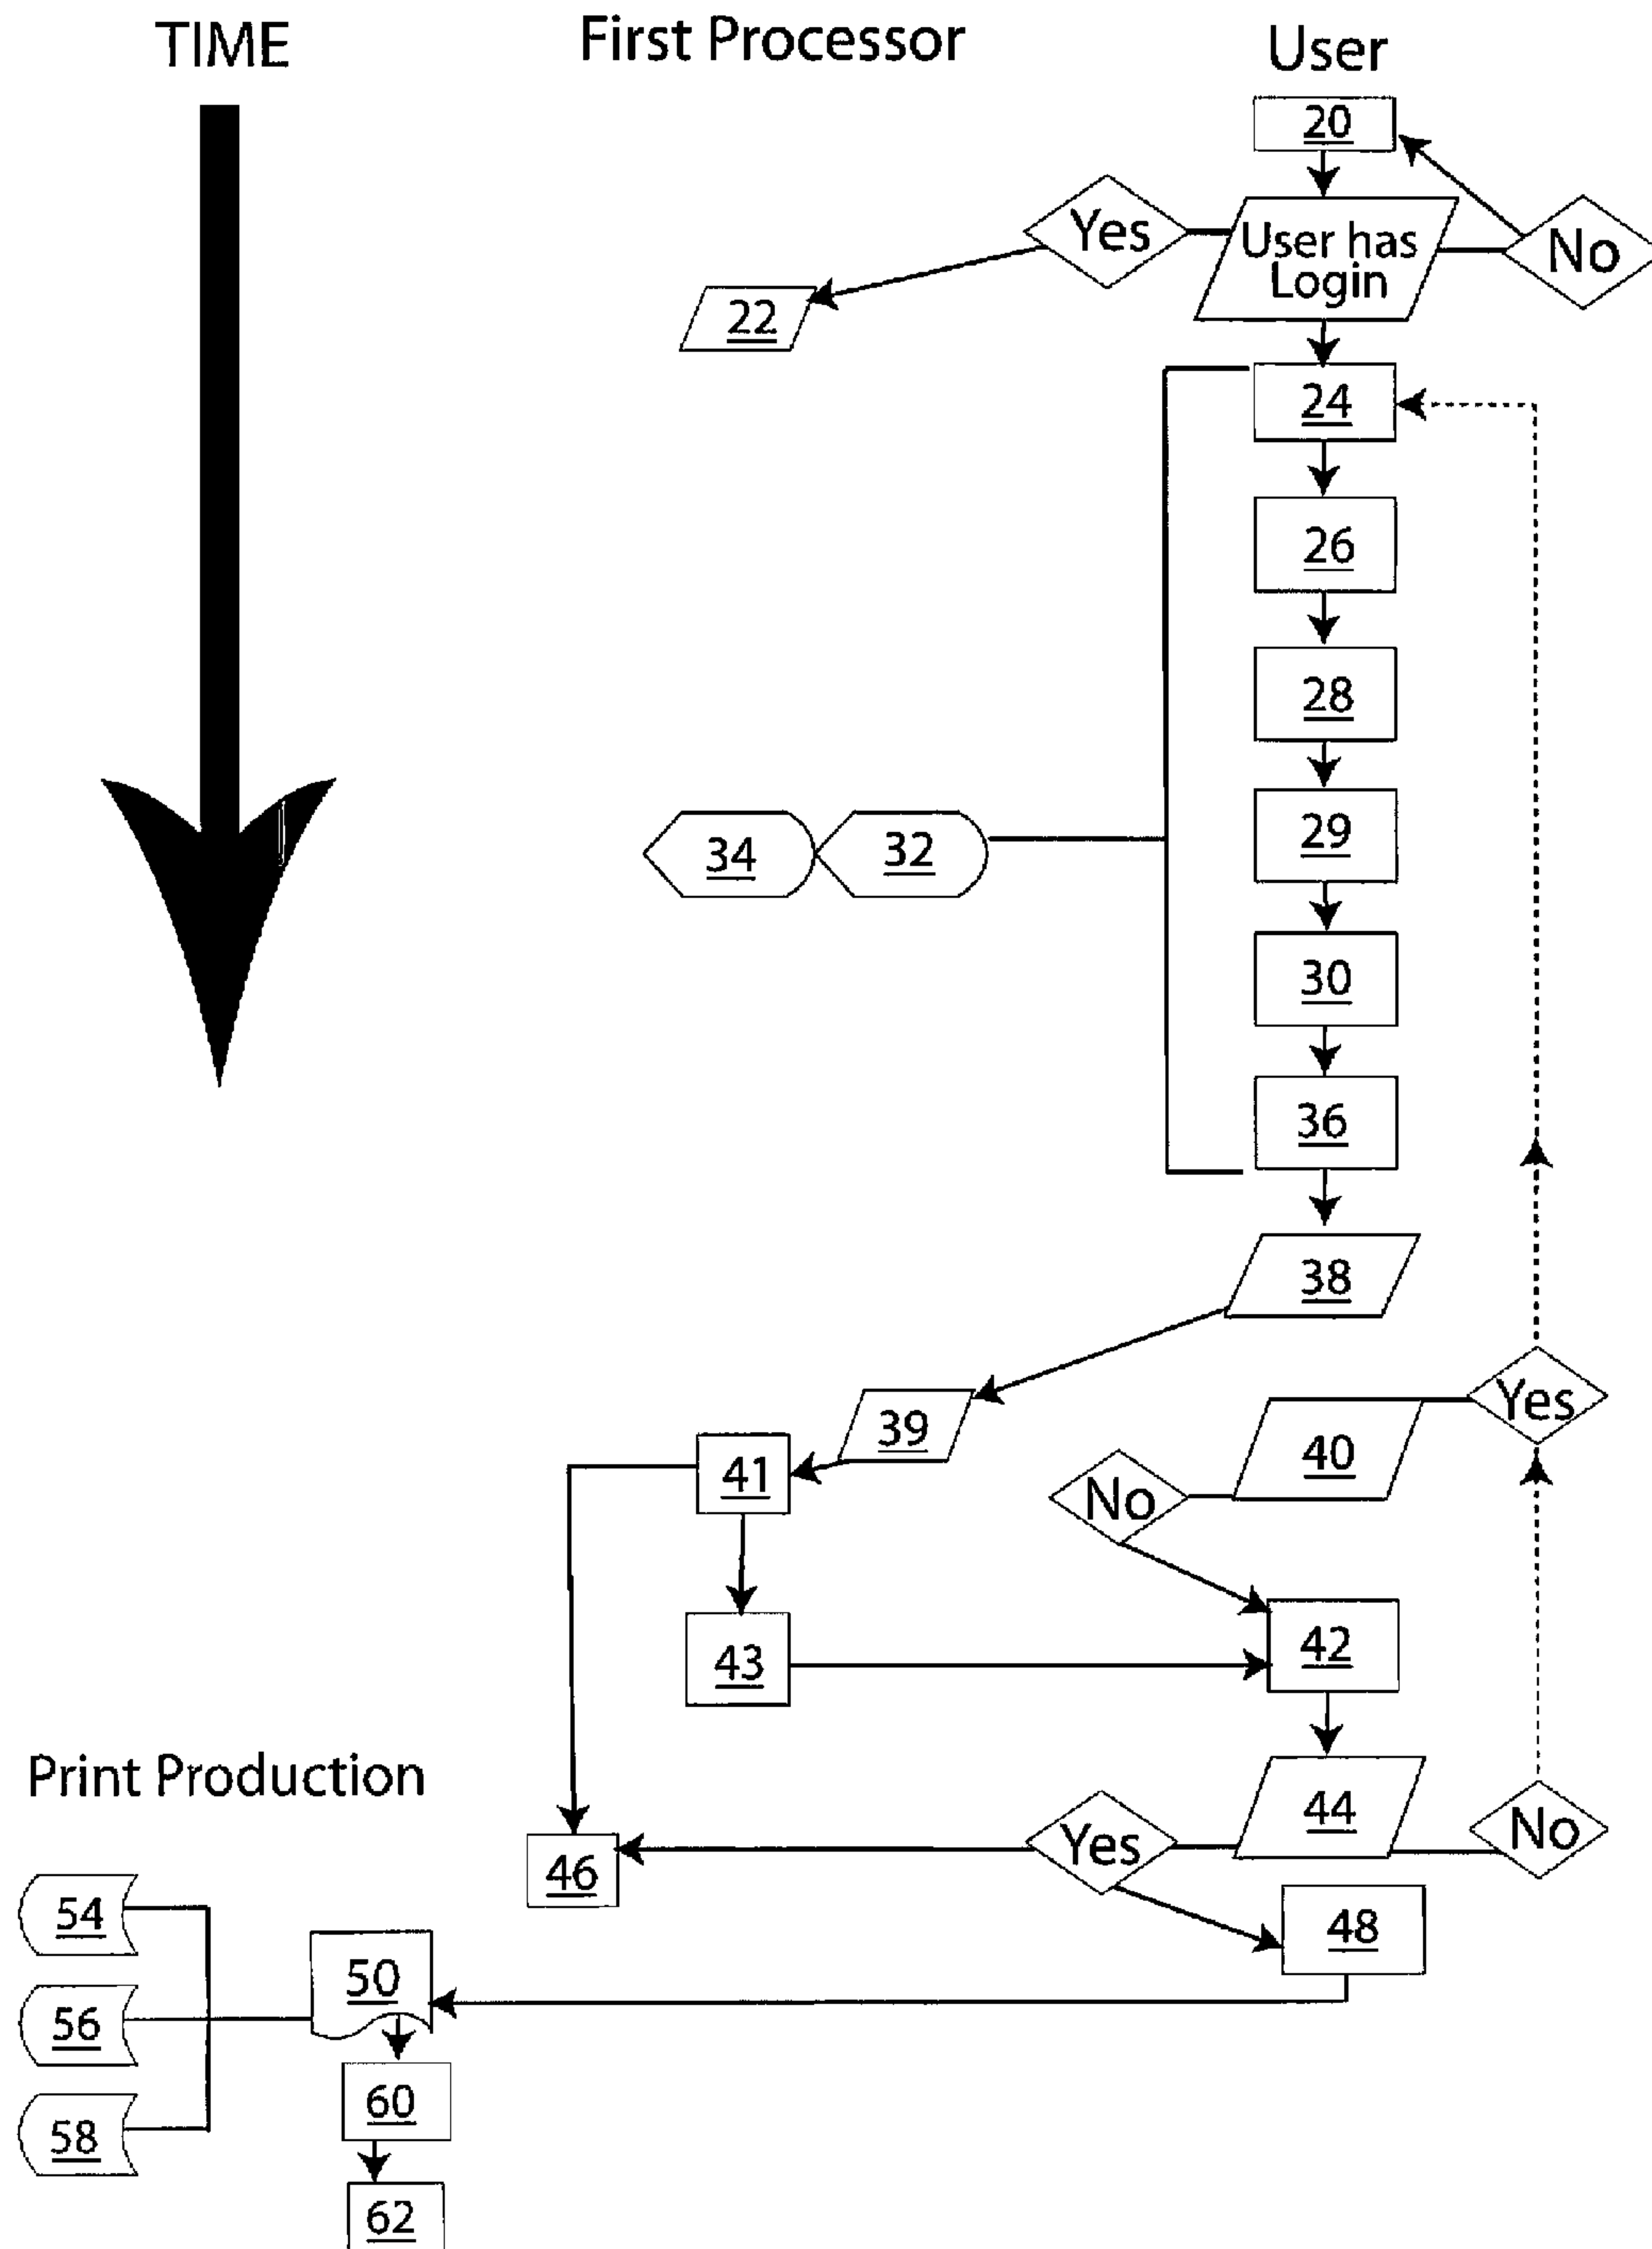 TIME
First Processor
User
20
Yes
User has
Login
No
22
24
26
28
29
34
32
30
36
38
39
Yes
40
41
No
43
42
Print Production
44
No
Yes
46
54
48
50
56
60
58
62